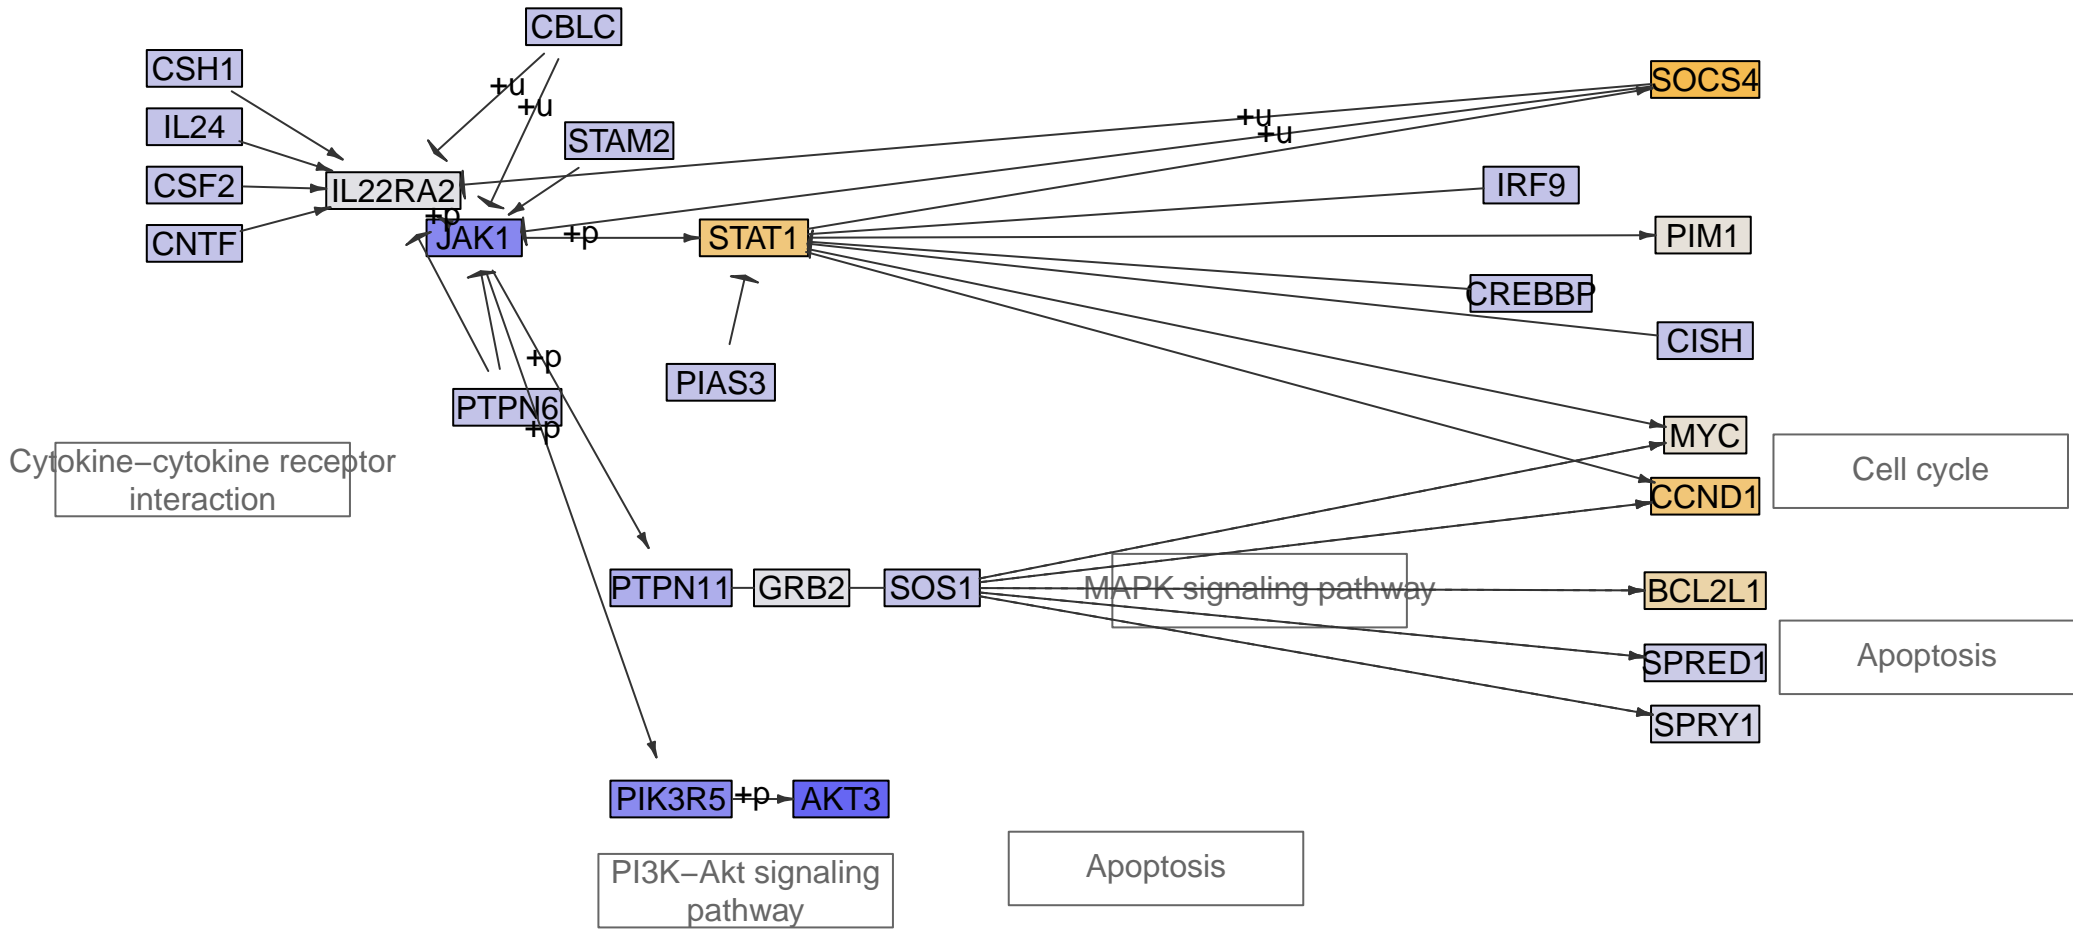 CBLC
CSH1
SOCS4
+u
+u
+u
IL24
+u
STAM2
CSF2
IL22RA2
IRF9
+p
CNTF
JAK1
+p
STAT1
PIM1
CREBBP
CISH
+p
PIAS3
PTPN6
+p
MYC
Cytokine−cytokine receptor
interaction
Cell cycle
CCND1
PTPN11
GRB2
SOS1
MAPK signaling pathway
BCL2L1
SPRED1
Apoptosis
SPRY1
PIK3R5
+p
AKT3
PI3K−Akt signaling
pathway
Apoptosis